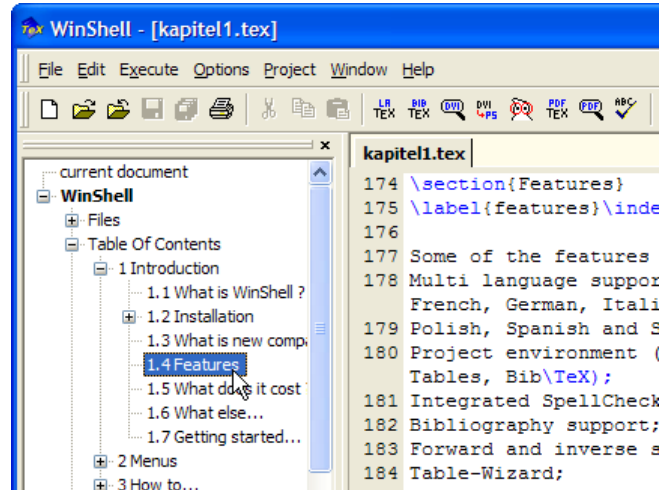 WinShell - [kapitel1.tex]
File Edit Execute Options Project Window Help
LA TEX BIB TEX DVI DVI PS PDF TEX PDF ABC
current document
WinShell
Files
Table Of Contents
1 Introduction
1.1 What is WinShell ?
1.2 Installation
1.3 What is new comp
1.4 Features
1.5 What does it cost
1.6 What else...
1.7 Getting started...
2 Menus
3 How to...
kapitel1.tex
174 \section{Features}
175 \label{features}\inde
176
177 Some of the features
178 Multi language suppor
French, German, Itali
179 Polish, Spanish and S
180 Project environment (
Tables, Bib\TeX);
181 Integrated SpellCheck
182 Bibliography support;
183 Forward and inverse s
184 Table-Wizard;